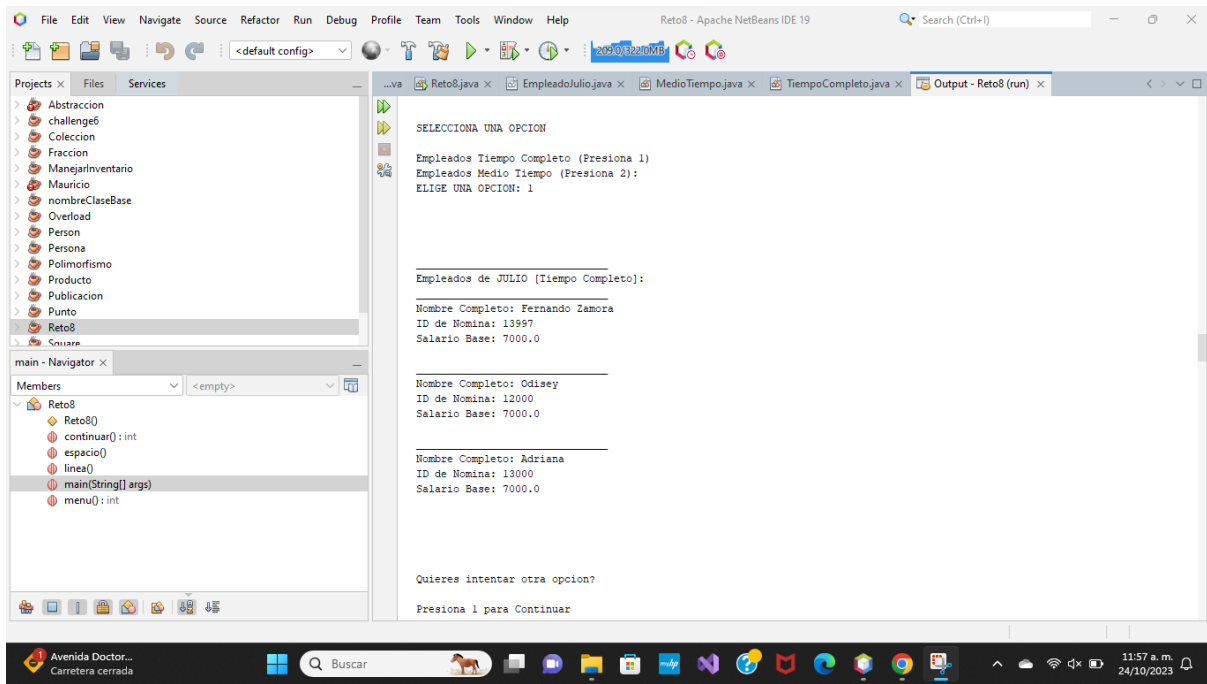 File Edit View Navigate Source Refactor Run Debug Profile Team Tools Window Help Reto8 - Apache NetBeans IDE 19 Search (Ctrl+I)
<default config> 209.0/322.0MB
Projects Files Services
...va Reto8.java EmpleadoJulio.java MedioTiempo.java TiempoCompleto.java Output - Reto8 (run)
Abstraccion
challenge6
Coleccion
Fraccion
ManejarInventario
Mauricio
nombreClaseBase
Overload
Person
Persona
Polimorfismo
Producto
Publicacion
Punto
Reto8
Square
main - Navigator
Members <empty>
Reto8
Reto8()
continuar() : int
espacio()
linea()
main(String[] args)
menu() : int
SELECCIONA UNA OPCION
Empleados Tiempo Completo (Presiona 1)
Empleados Medio Tiempo (Presiona 2):
ELIGE UNA OPCION: 1
Empleados de JULIO [Tiempo Completo]:
Nombre Completo: Fernando Zamora
ID de Nomina: 13997
Salario Base: 7000.0
Nombre Completo: Odisey
ID de Nomina: 12000
Salario Base: 7000.0
Nombre Completo: Adriana
ID de Nomina: 13000
Salario Base: 7000.0
Quieres intentar otra opcion?
Presiona 1 para Continuar
1
Avenida Doctor...
Carretera cerrada
Buscar
mbp
11:57 a. m.
24/10/2023